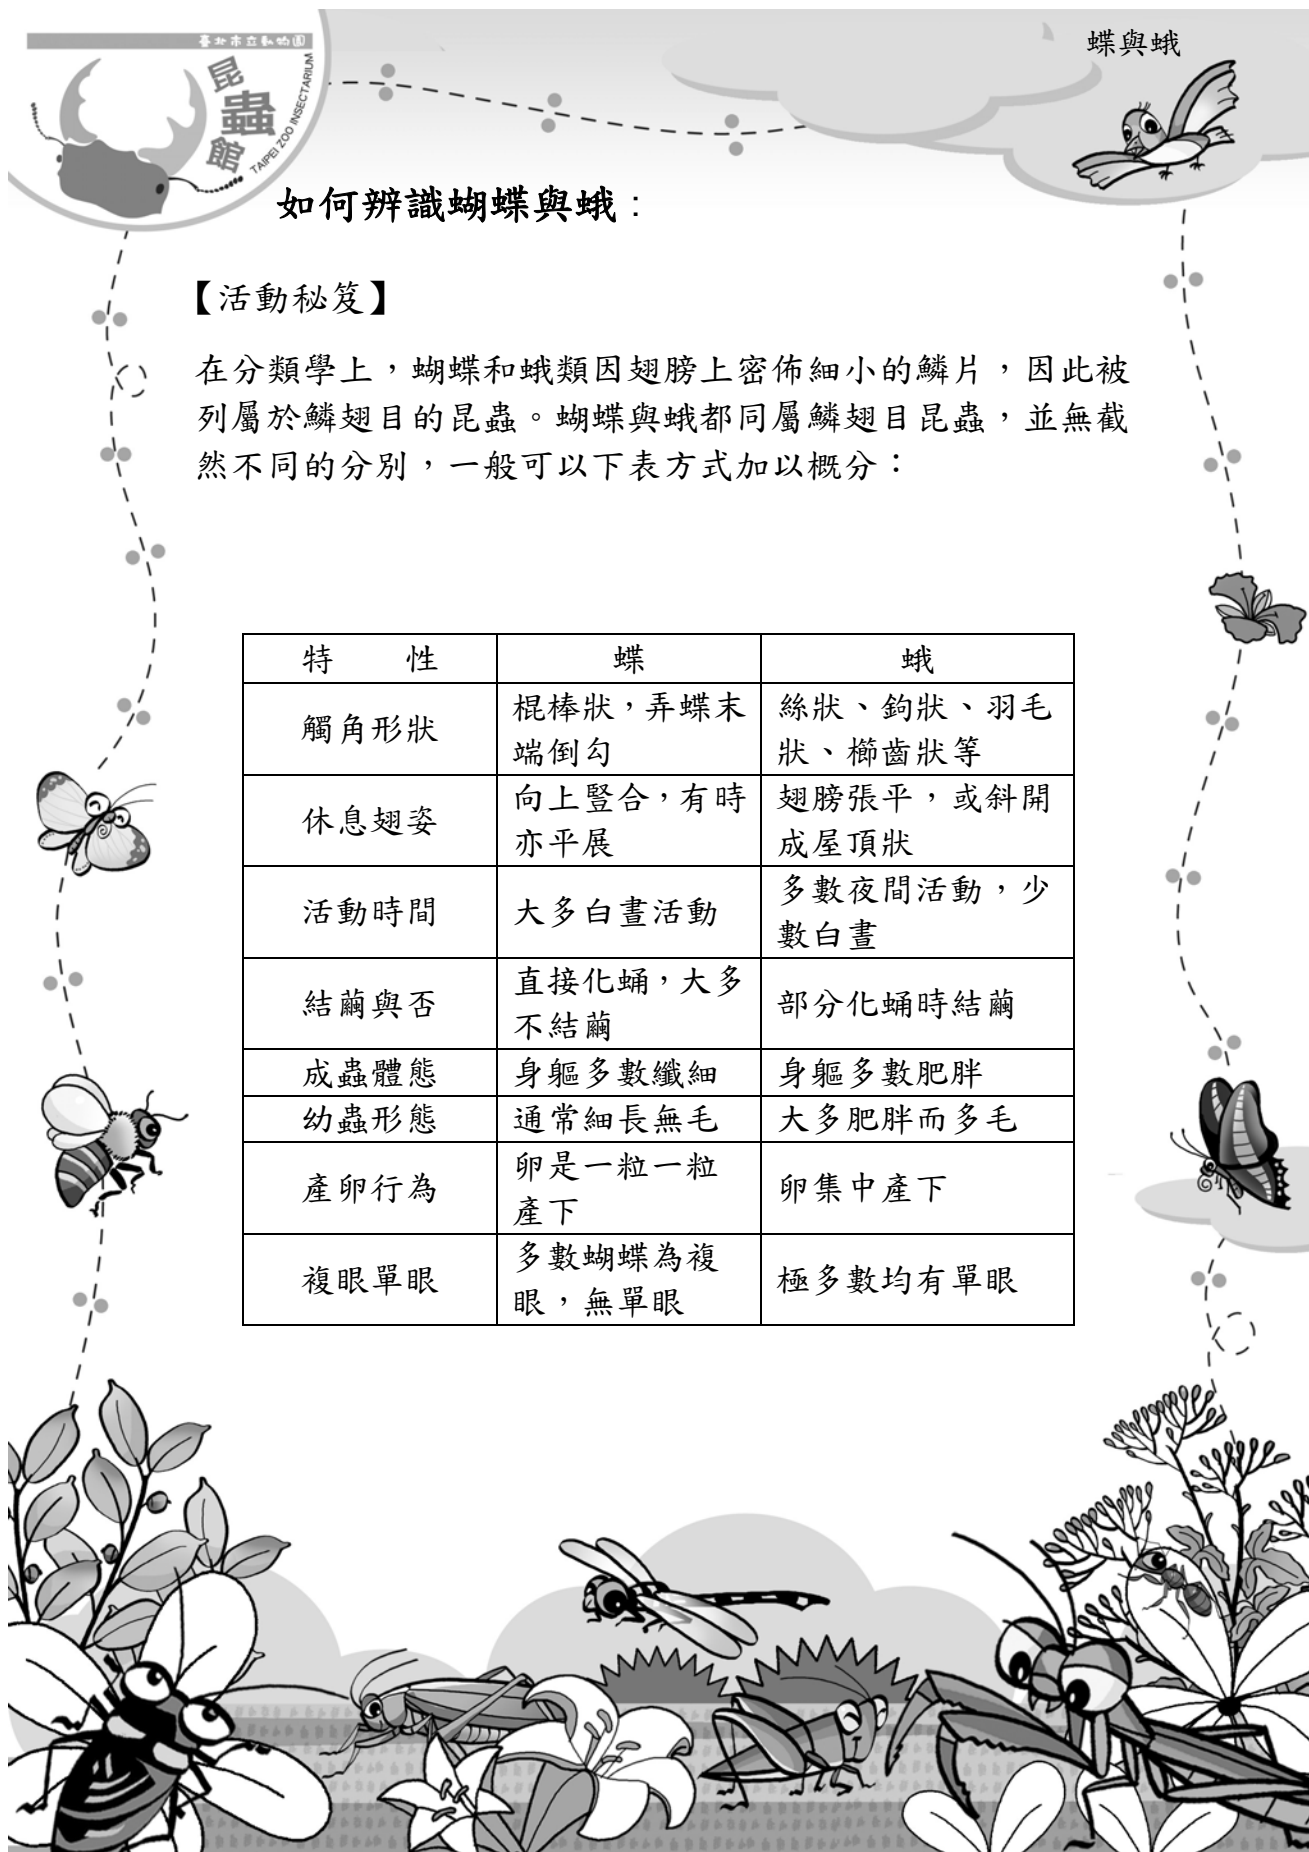 臺北市立動物園
昆蟲館
TAIPEI ZOO INSECTARIUM
蝶與蛾
如何辨識蝴蝶與蛾：
【活動秘笈】
在分類學上，蝴蝶和蛾類因翅膀上密佈細小的鱗片，因此被
列屬於鱗翅目的昆蟲。蝴蝶與蛾都同屬鱗翅目昆蟲，並無截
然不同的分別，一般可以下表方式加以概分：
特　　性　蝶　蛾
觸角形狀
棍棒狀，弄蝶末
端倒勾
絲狀、鉤狀、羽毛
狀、櫛齒狀等
休息翅姿
向上豎合，有時
亦平展
翅膀張平，或斜開
成屋頂狀
活動時間
大多白晝活動
多數夜間活動，少
數白晝
結繭與否
直接化蛹，大多
不結繭
部分化蛹時結繭
成蟲體態　身軀多數纖細　身軀多數肥胖
幼蟲形態　通常細長無毛　大多肥胖而多毛
產卵行為
卵是一粒一粒
產下
卵集中產下
複眼單眼
多數蝴蝶為複
眼，無單眼
極多數均有單眼